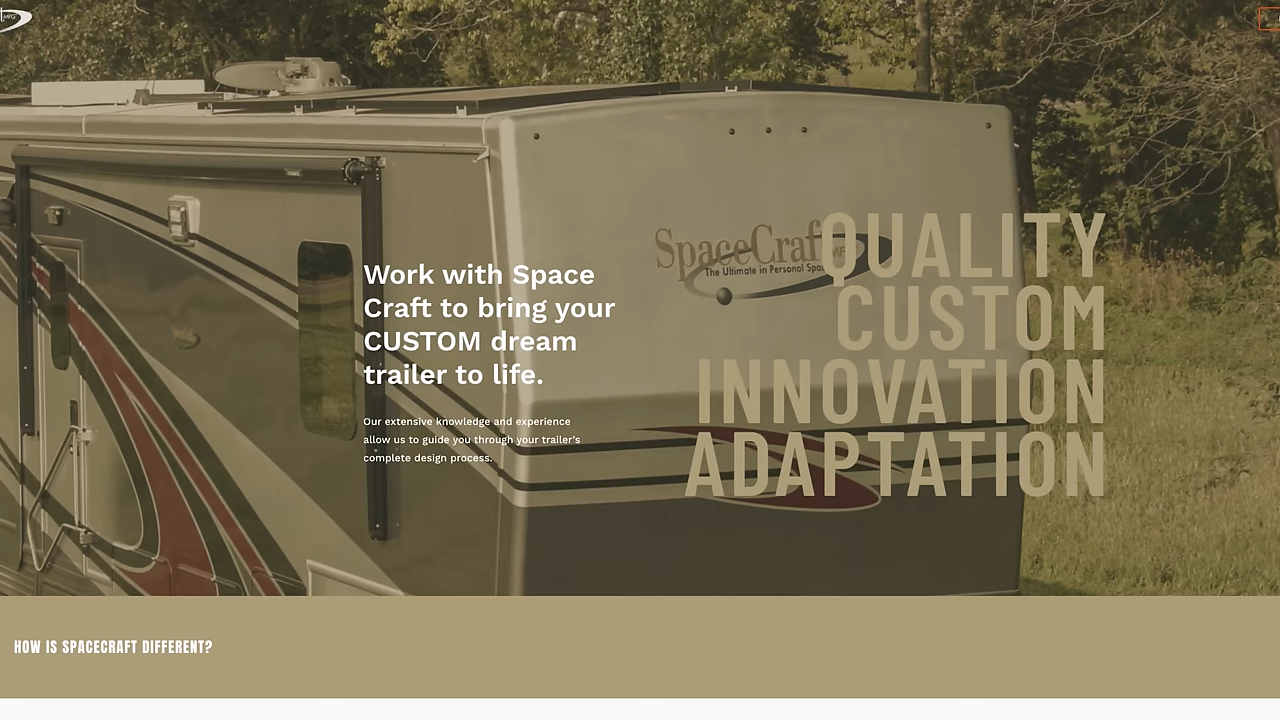 MFG
SpaceCraft MFG
The Ultimate in Personal Space
Work with Space
Craft to bring your
CUSTOM dream
trailer to life.
Our extensive knowledge and experience
allow us to guide you through your trailer's
complete design process.
QUALITY
CUSTOM
INNOVATION
ADAPTATION
HOW IS SPACECRAFT DIFFERENT?